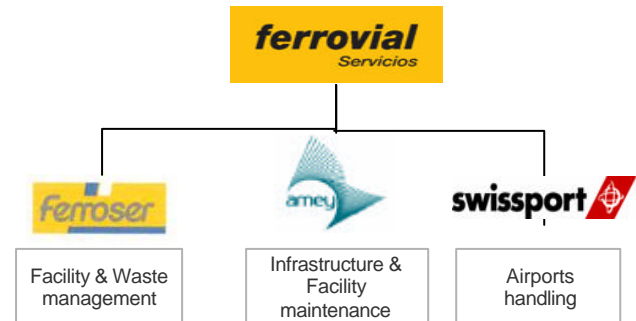 ferrovial
Servicios
ferroser
amey
swissport
Facility & Waste
management
Infrastructure &
Facility
maintenance
Airports
handling